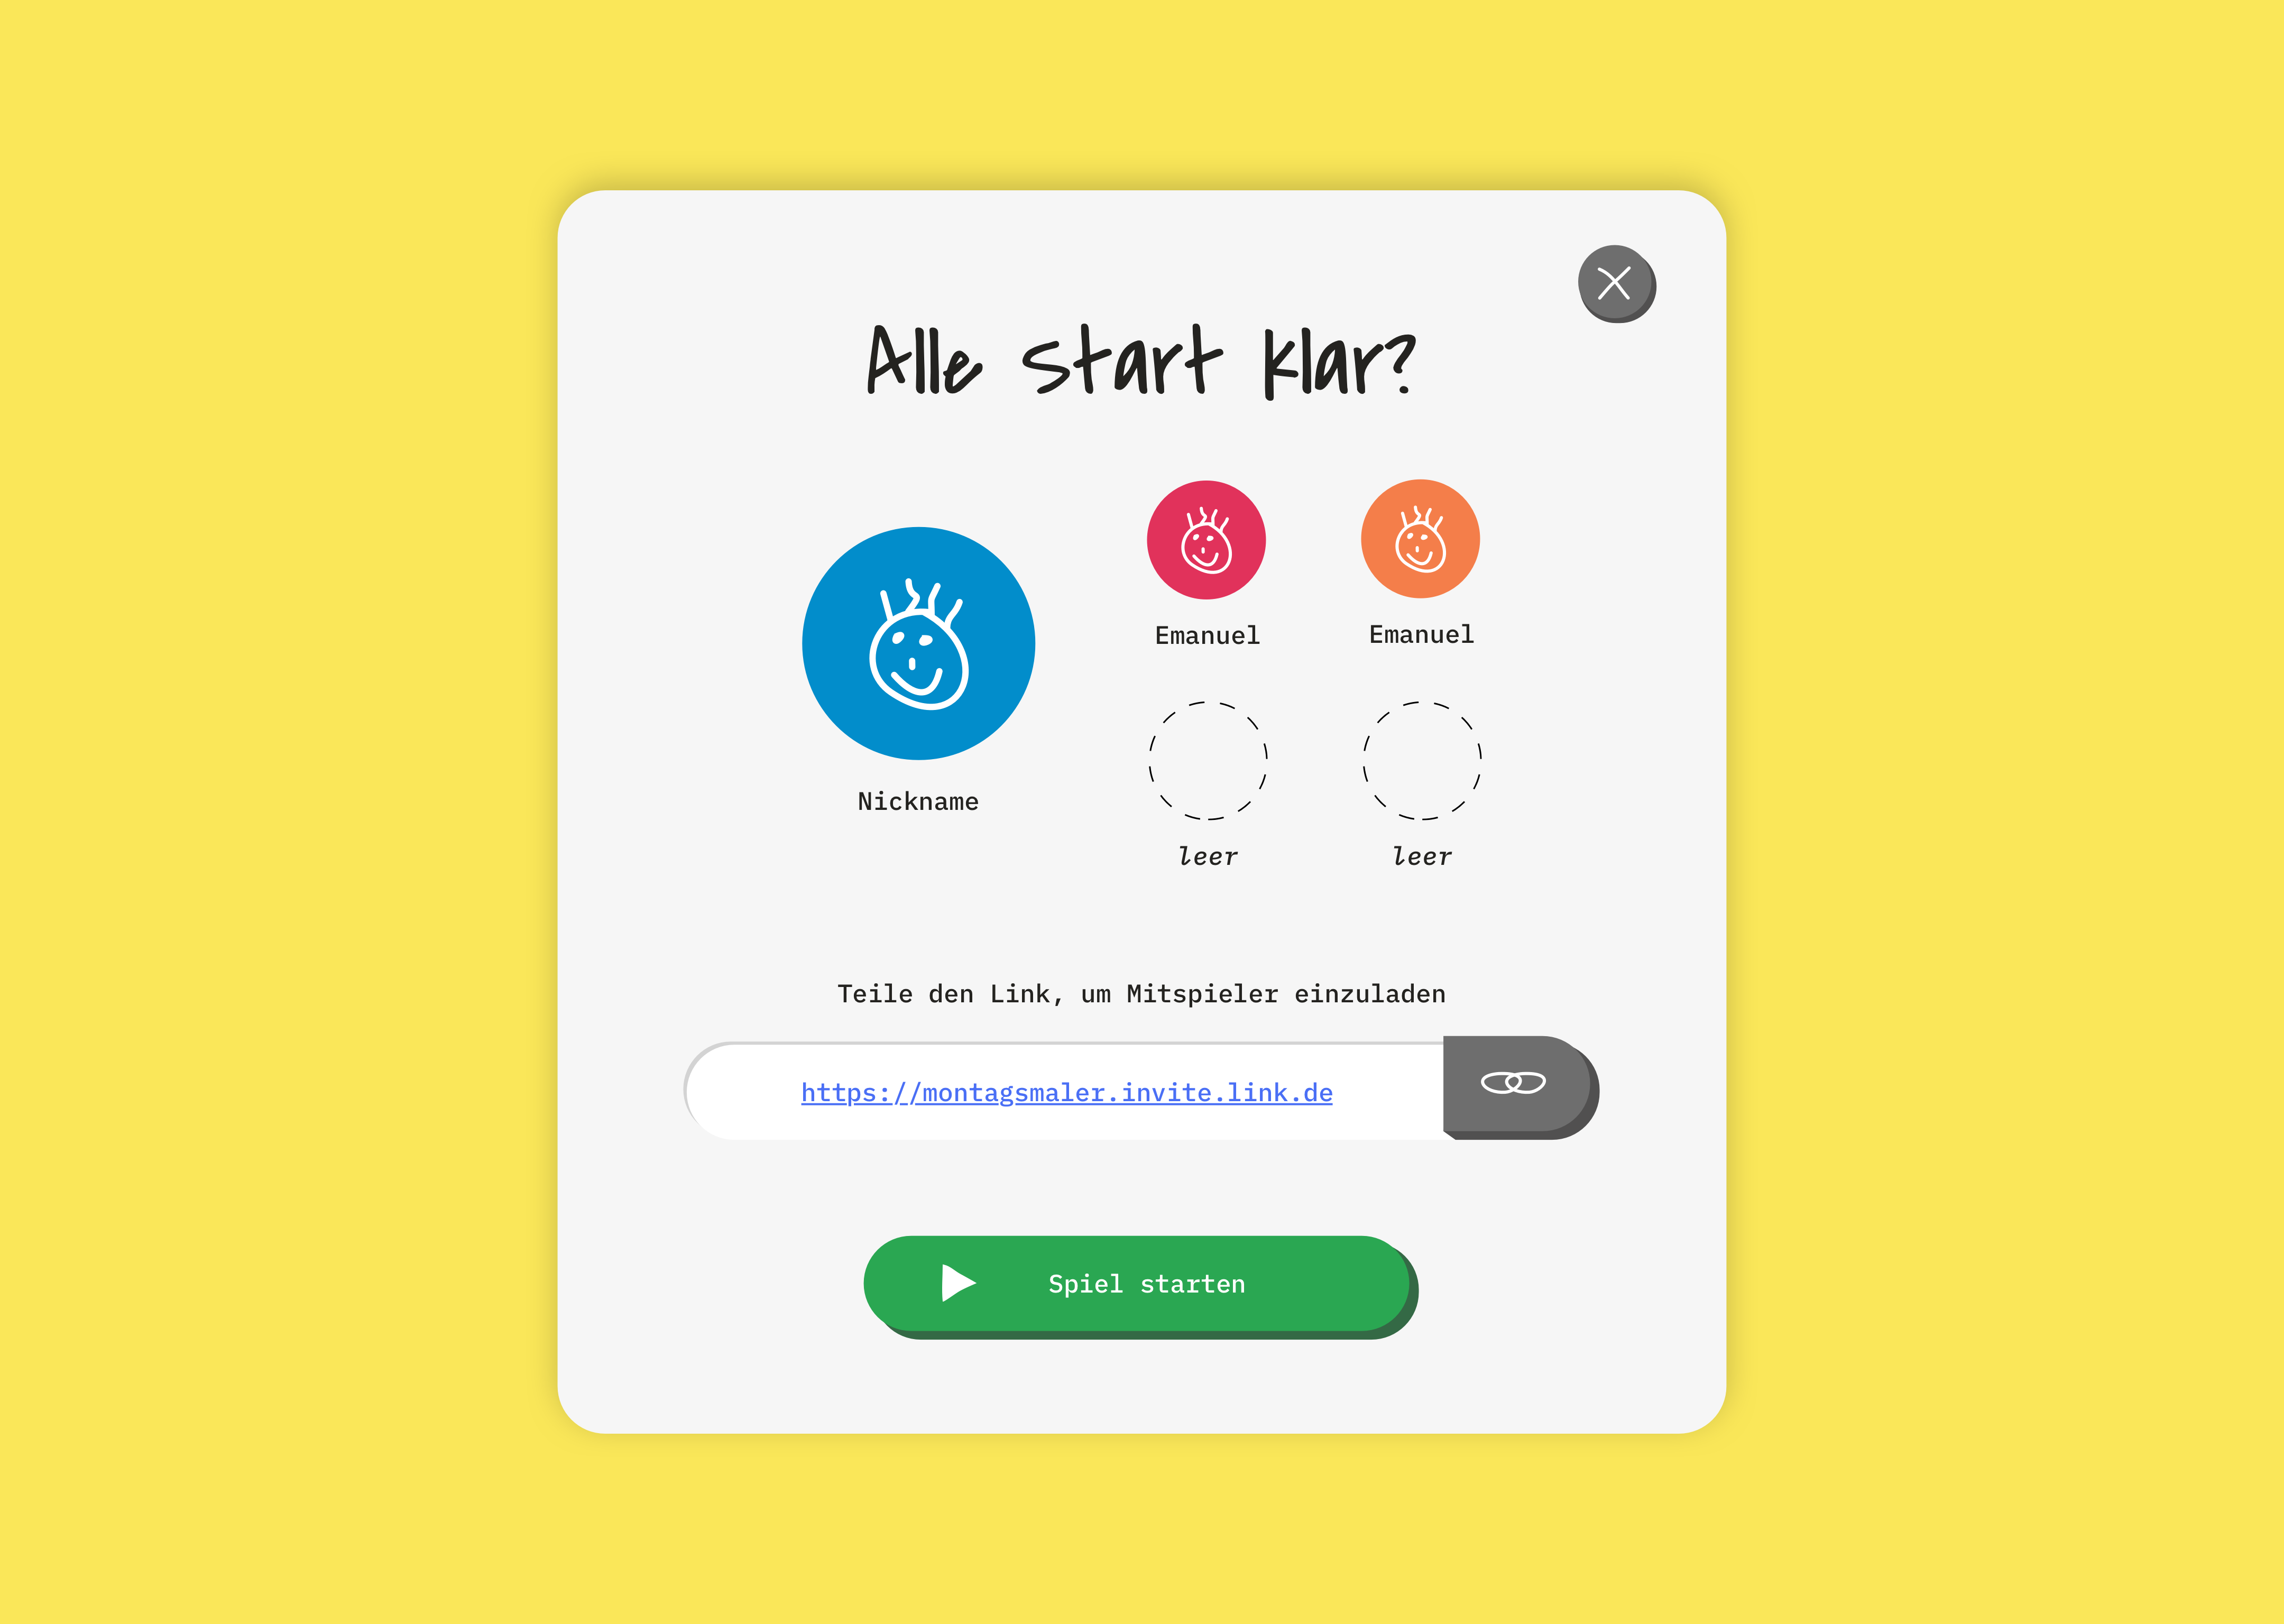 Alle start klar?
Emanuel
Emanuel
Nickname
leer
leer
Teile den Link, um Mitspieler einzuladen
https://montagsmaler.invite.link.de
Spiel starten